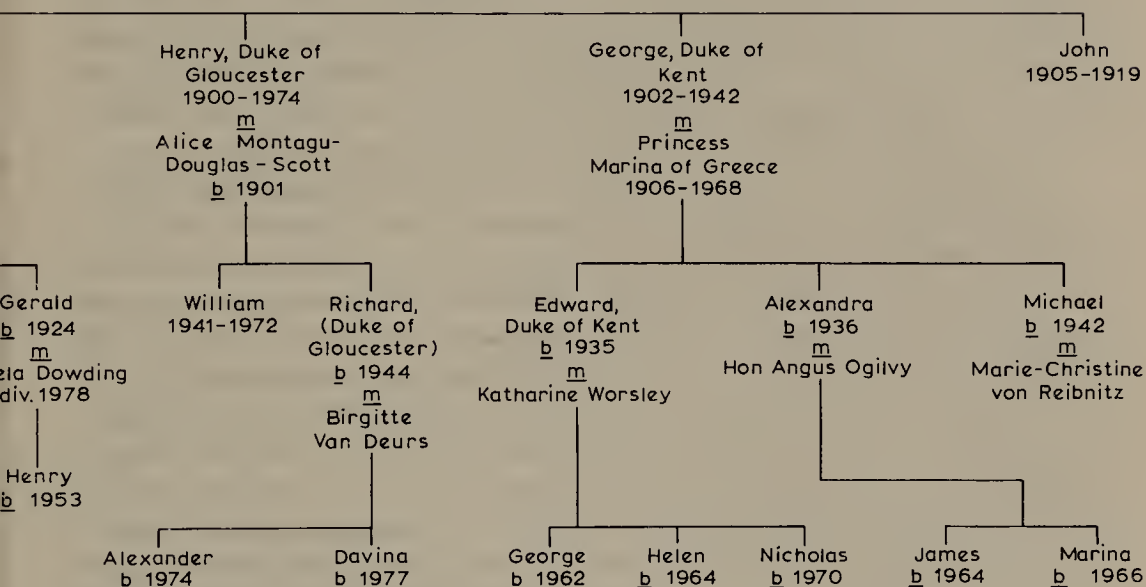 Henry, Duke of
Gloucester
1900-1974
m
Alice Montagu-
Douglas-Scott
b 1901
George, Duke of
Kent
1902-1942
m
Princess
Marina of Greece
1906-1968
John
1905-1919
Gerald
b 1924
m
ela Dowding
div. 1978
William
1941-1972
Richard,
(Duke of
Gloucester)
b 1944
m
Birgitte
Van Deurs
Edward,
Duke of Kent
b 1935
m
Katharine Worsley
Alexandra
b 1936
m
Hon Angus Ogilvy
Michael
b 1942
m
Marie-Christine
von Reibnitz
Henry
b 1953
Alexander
b 1974
Davina
b 1977
George
b 1962
Helen
b 1964
Nicholas
b 1970
James
b 1964
Marina
b 1966